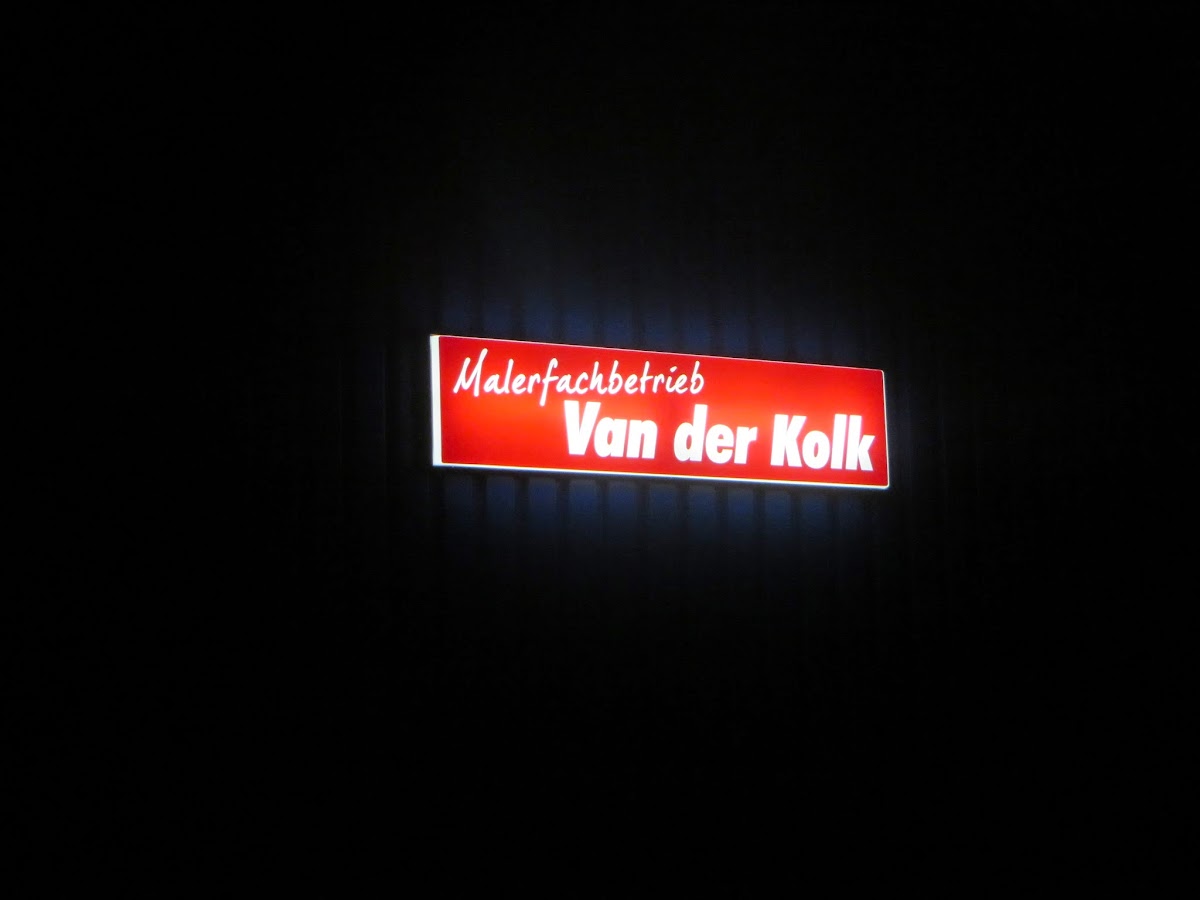 Malerfachbetrieb
Van der Kolk